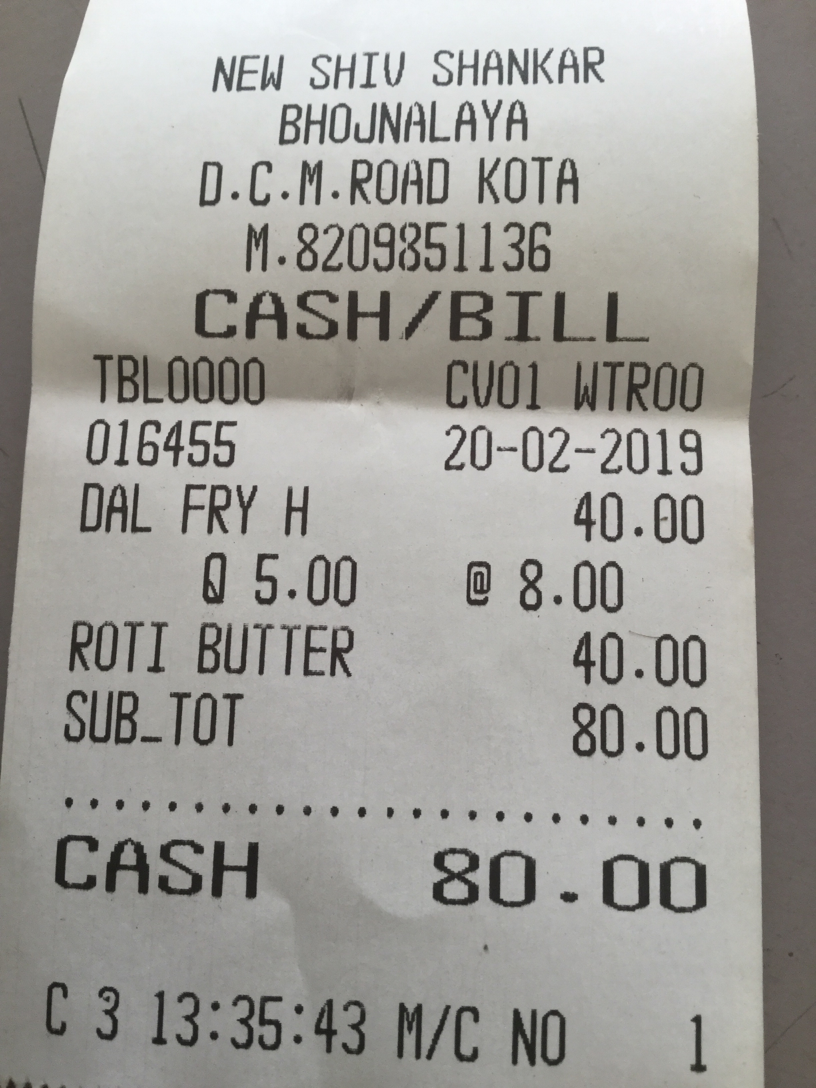 NEW SHIV SHANKAR
BHOJNALAYA
D.C.M.ROAD KOTA
M.8209851136
CASH/BILL
TBL0000 CV01 WTR00
016455 20-02-2019
DAL FRY H 40.00
Q 5.00 @ 8.00
ROTI BUTTER 40.00
SUB_TOT 80.00
.........................
CASH 80.00
C 3 13:35:43 M/C NO 1